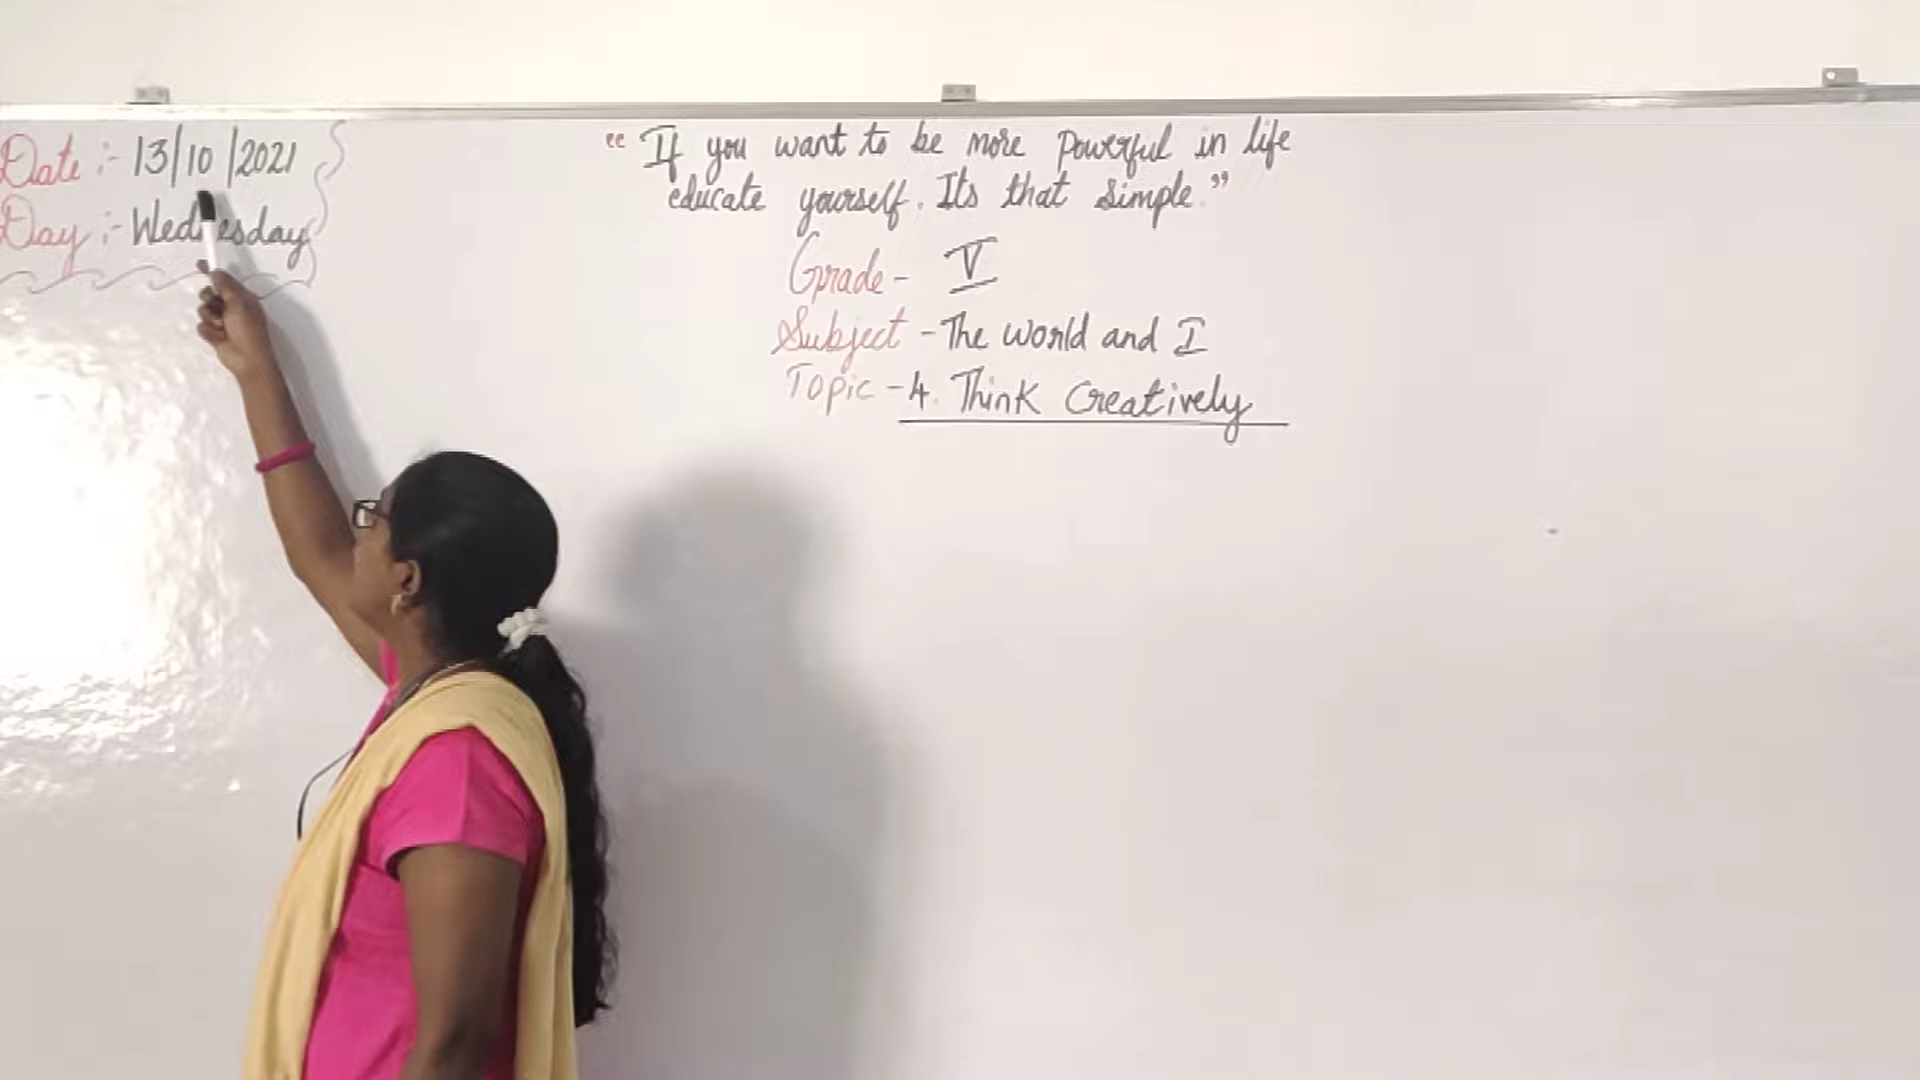 Date :- 13/10/2021
Day :- Wednesday
"If you want to be more powerful in life
educate yourself. Its that simple."
Grade - V
Subject - The world and I
Topic - 4. Think Creatively